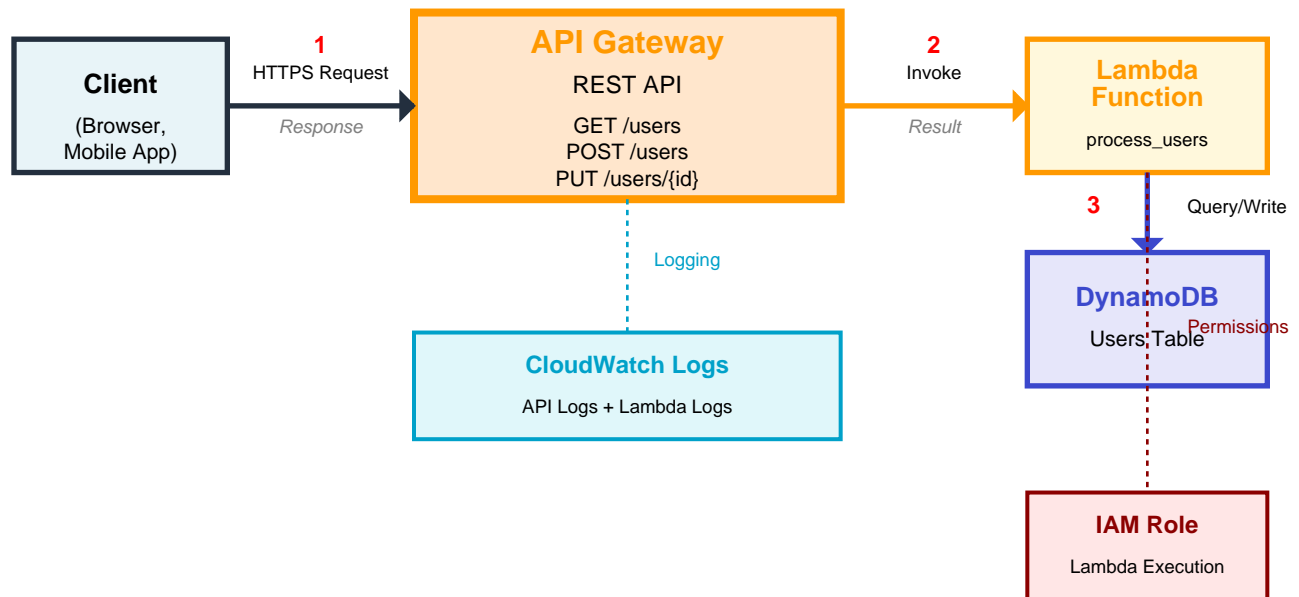 Client
(Browser,
Mobile App)
1
HTTPS Request
Response
API Gateway
REST API
GET /users
POST /users
PUT /users/{id}
2
Invoke
Result
Lambda
Function
process_users
3
Query/Write
Logging
DynamoDB
Users Table
Permissions
CloudWatch Logs
API Logs + Lambda Logs
IAM Role
Lambda Execution